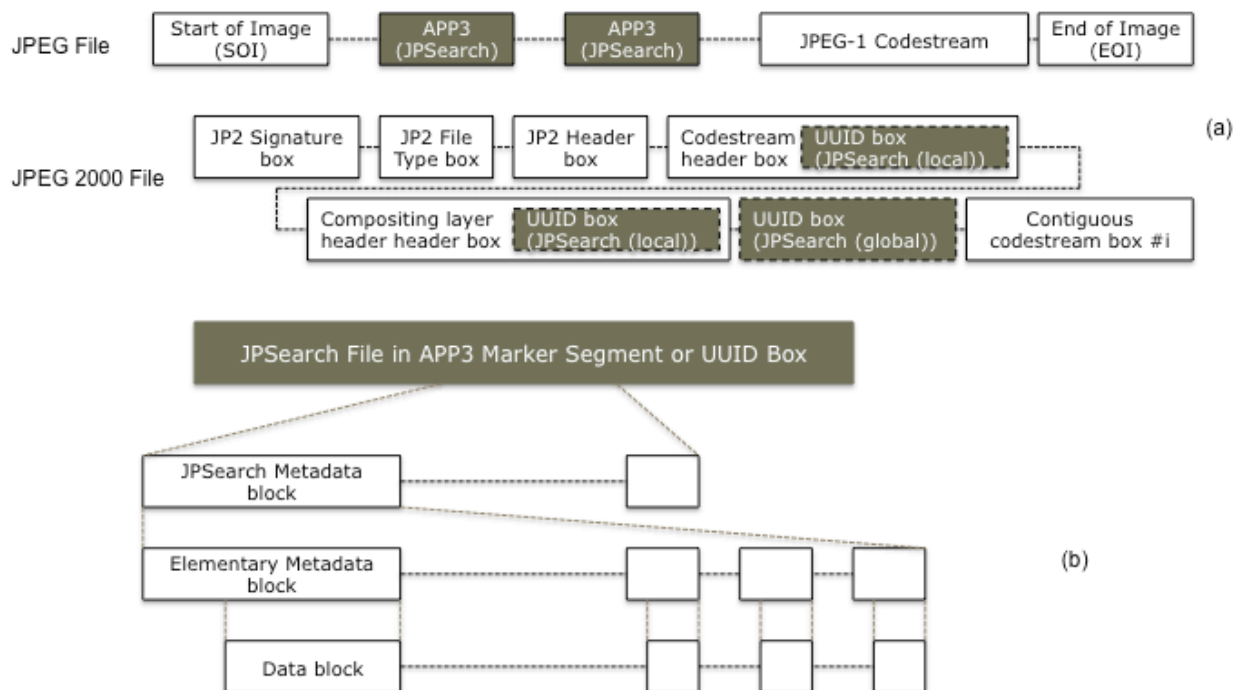 JPEG File
Start of Image
(SOI)
APP3
(JPSearch)
APP3
(JPSearch)
JPEG-1 Codestream
End of Image
(EOI)
(a)
JPEG 2000 File
JP2 Signature
box
JP2 File
Type box
JP2 Header
box
Codestream
header box
UUID box
(JPSearch (local))
Compositing layer
header header box
UUID box
(JPSearch (local))
UUID box
(JPSearch (global))
Contiguous
codestream box #i
JPSearch File in APP3 Marker Segment or UUID Box
JPSearch Metadata
block
Elementary Metadata
block
(b)
Data block